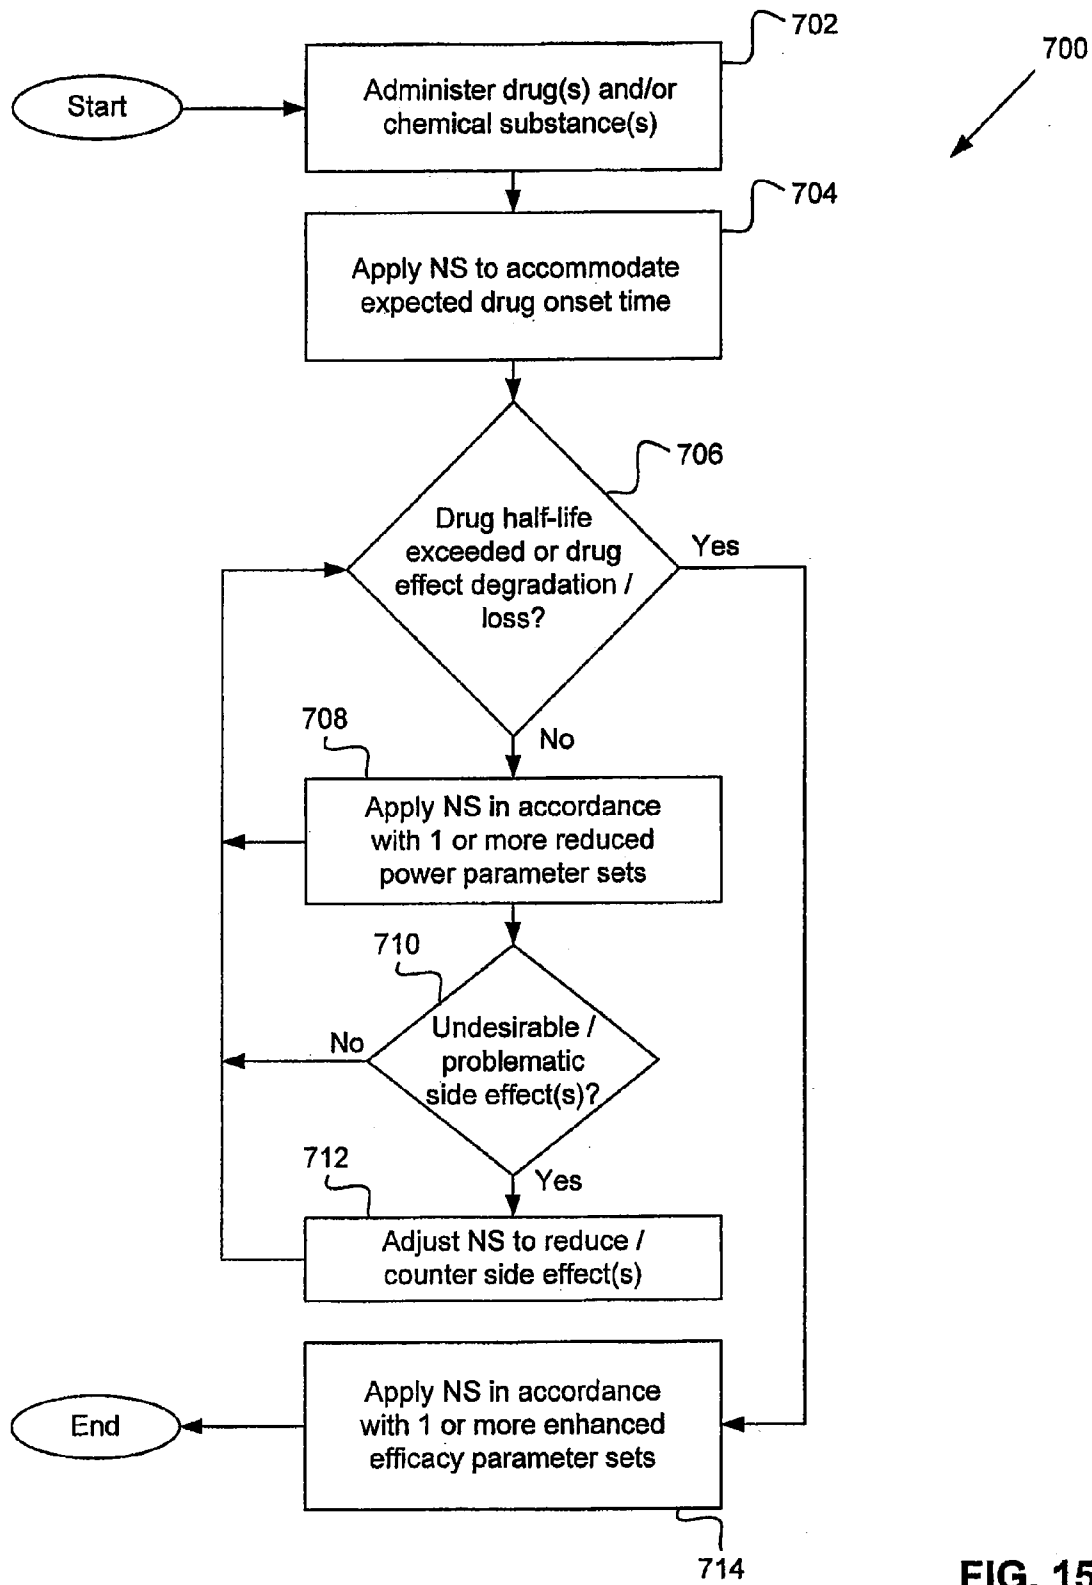 702
700
Start
Administer drug(s) and/or
chemical substance(s)
704
Apply NS to accommodate
expected drug onset time
706
Drug half-life
exceeded or drug
effect degradation /
loss?
Yes
No
708
Apply NS in accordance
with 1 or more reduced
power parameter sets
710
Undesirable /
problematic
side effect(s)?
No
Yes
712
Adjust NS to reduce /
counter side effect(s)
Apply NS in accordance
with 1 or more enhanced
efficacy parameter sets
End
714
FIG. 15